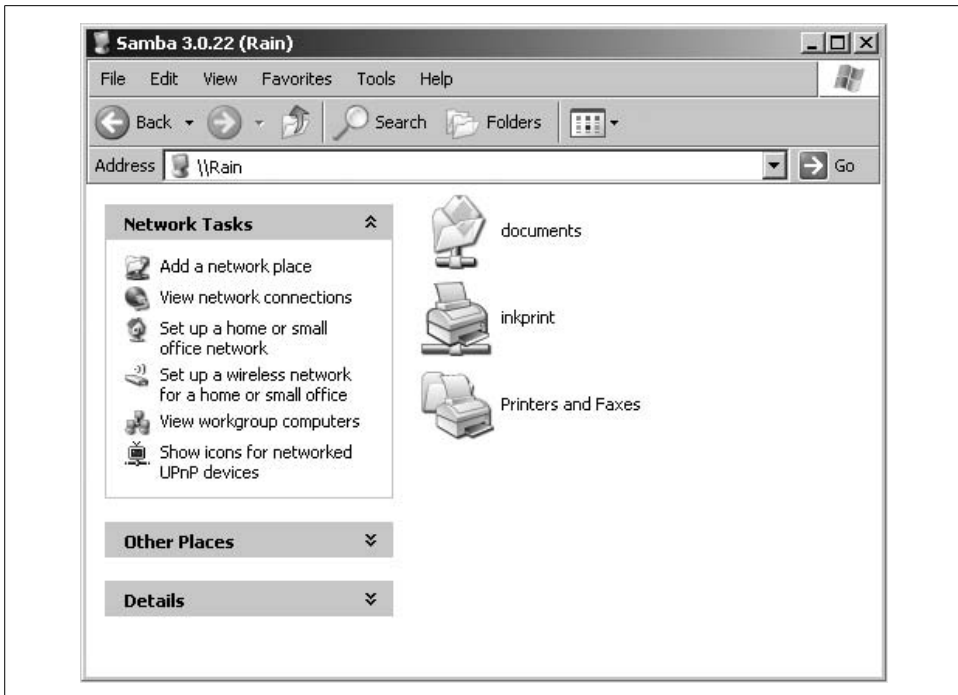 Samba 3.0.22 (Rain)
File Edit View Favorites Tools Help
Back Search Folders
Address \\Rain Go
Network Tasks
Add a network place
View network connections
Set up a home or small
office network
Set up a wireless network
for a home or small office
View workgroup computers
Show icons for networked
UPnP devices
Other Places
Details
documents
inkprint
Printers and Faxes